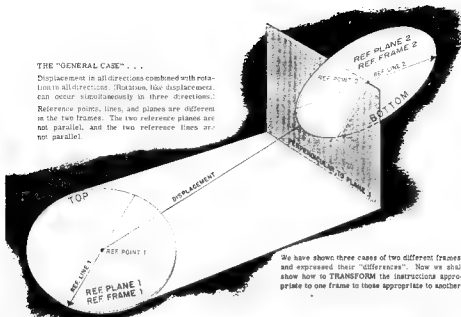 THE "GENERAL CASE" . . .
Displacement in all directions combined with rota-
tion in all directions. (Rotation, like displacement,
can occur simultaneously in three directions.)
Reference points, lines, and planes are different
in the two frames. The two reference planes are
not parallel, and the two reference lines are
not parallel.
REF PLANE 2
REF FRAME 2
REF POINT 2
REF LINE 2
BOTTOM
PERPENDICULAR TO PLANE 1
DISPLACEMENT
TOP
REF POINT 1
REF LINE 1
REF PLANE 1
REF FRAME 1
We have shown three cases of two different frames
and expressed their "differences". Now we shal
show how to TRANSFORM the instructions appro-
priate to one frame to those appropriate to another